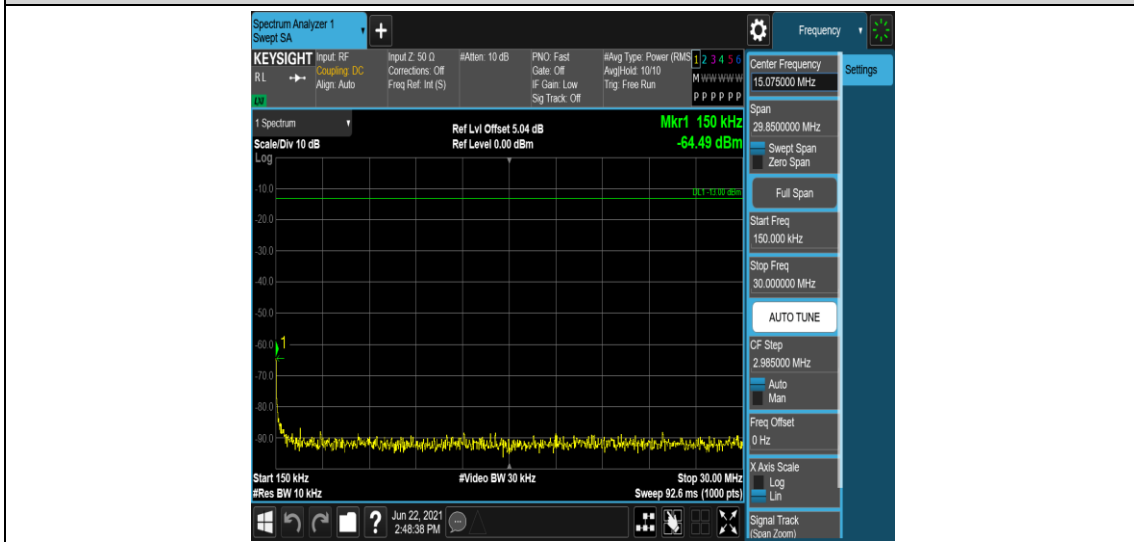 Spectrum Analyzer 1
Swept SA
+
Frequency
KEYSIGHT
RL
LXI
Input: RF
Coupling: DC
Align: Auto
Input Z: 50 Ω
Corrections: Off
Freq Ref: Int (S)
#Atten: 10 dB
PNO: Fast
Gate: Off
IF Gain: Low
Sig Track: Off
#Avg Type: Power (RMS
Avg|Hold: 10/10
Trig: Free Run
1 2 3 4 5 6
M W W W W W
P P P P P P
1 Spectrum
Scale/Div 10 dB
Log
Ref Lvl Offset 5.04 dB
Ref Level 0.00 dBm
Mkr1 150 kHz
-64.49 dBm
DL1 -13.00 dBm
-10.0
-20.0
-30.0
-40.0
-50.0
-60.0
1
-70.0
-80.0
-90.0
Start 150 kHz
#Res BW 10 kHz
#Video BW 30 kHz
Stop 30.00 MHz
Sweep 92.6 ms (1000 pts)
?
Jun 22, 2021
2:48:38 PM
Center Frequency
15.075000 MHz
Settings
Span
29.8500000 MHz
Swept Span
Zero Span
Full Span
Start Freq
150.000 kHz
Stop Freq
30.000000 MHz
AUTO TUNE
CF Step
2.985000 MHz
Auto
Man
Freq Offset
0 Hz
X Axis Scale
Log
Lin
Signal Track
(Span Zoom)